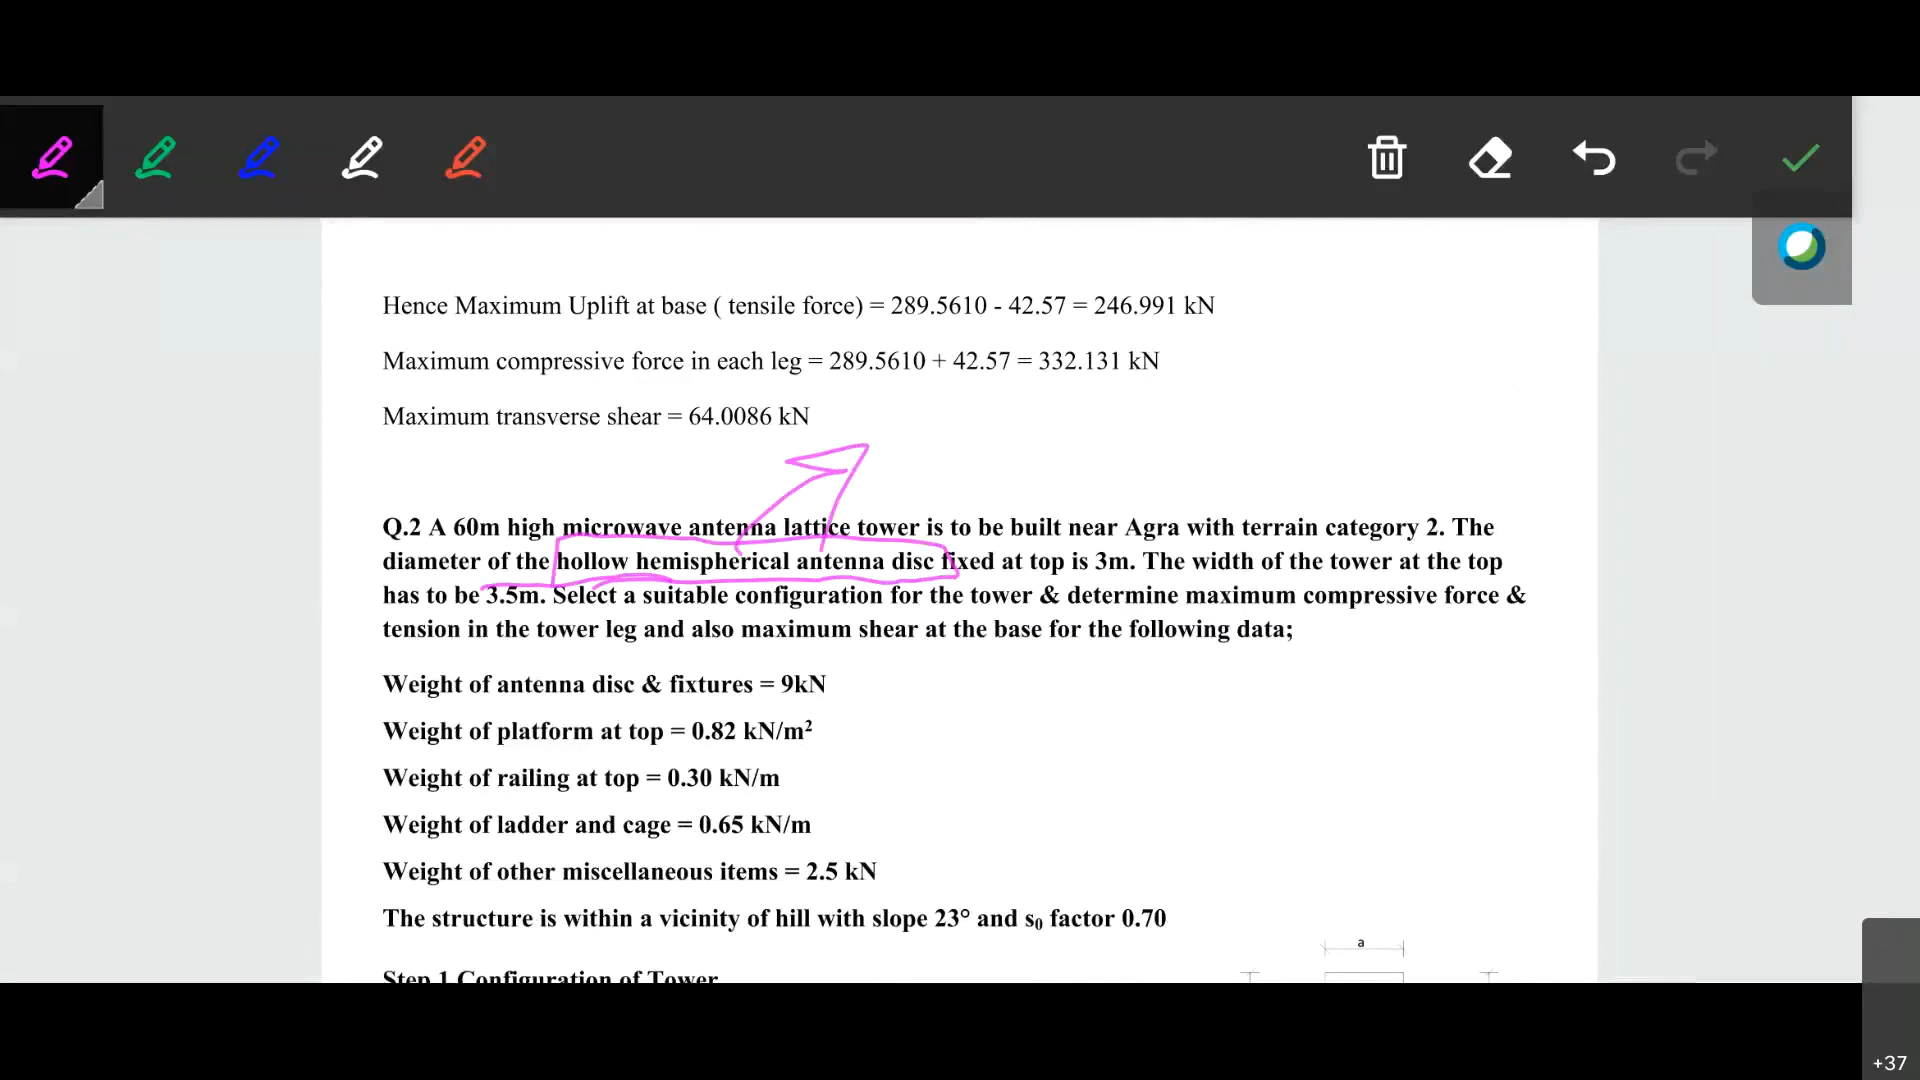 Hence Maximum Uplift at base ( tensile force) = 289.5610 - 42.57 = 246.991 kN
Maximum compressive force in each leg = 289.5610 + 42.57 = 332.131 kN
Maximum transverse shear = 64.0086 kN
Q.2 A 60m high microwave antenna lattice tower is to be built near Agra with terrain category 2. The
diameter of the hollow hemispherical antenna disc fixed at top is 3m. The width of the tower at the top
has to be 3.5m. Select a suitable configuration for the tower & determine maximum compressive force &
tension in the tower leg and also maximum shear at the base for the following data;
Weight of antenna disc & fixtures = 9kN
Weight of platform at top = 0.82 kN/m²
Weight of railing at top = 0.30 kN/m
Weight of ladder and cage = 0.65 kN/m
Weight of other miscellaneous items = 2.5 kN
The structure is within a vicinity of hill with slope 23° and s₀ factor 0.70
a
Step 1 Configuration of Tower
+37